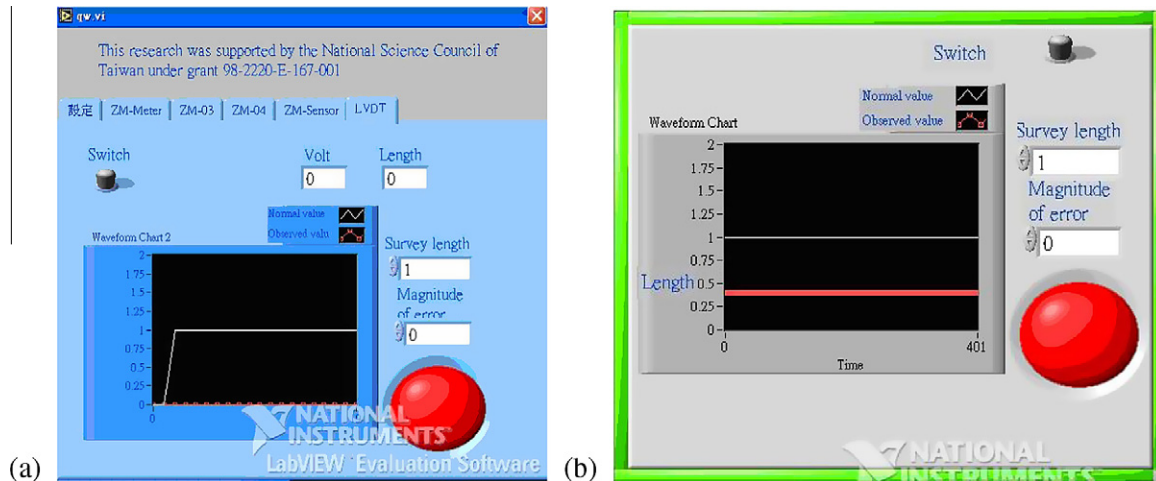 qw.vi
This research was supported by the National Science Council of
Taiwan under grant 98-2220-E-167-001
設定 ZM-Meter ZM-03 ZM-04 ZM-Sensor LVDT
Switch Volt Length
0 0
Normal value
Observed valu
Waveform Chart 2
Survey length
1
Magnitude
of error
0
2
1.75
1.5
1.25
1
0.75
0.5
0.25
0
0
NATIONAL
INSTRUMENTS
LabVIEW Evaluation Software
(a)
Switch
Normal value
Observed value
Waveform Chart
Survey length
1
Magnitude
of error
0
2
1.75
1.5
1.25
1
0.75
Length 0.5
0.25
0
0 401
Time
NATIONAL
INSTRUMENTS
(b)